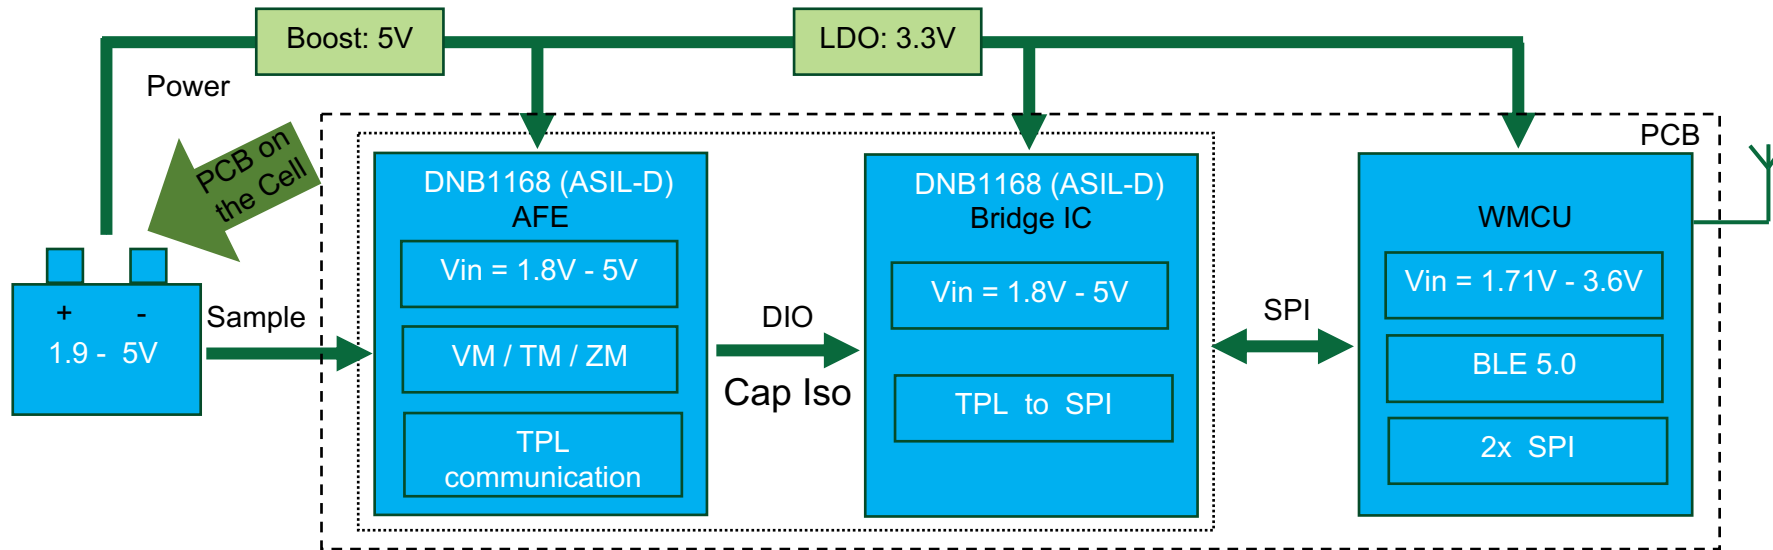 Boost: 5V
LDO: 3.3V
Power
PCB
PCB on
the Cell
DNB1168 (ASIL-D)
AFE
Vin = 1.8V - 5V
VM / TM / ZM
TPL
communication
DNB1168 (ASIL-D)
Bridge IC
Vin = 1.8V - 5V
TPL to SPI
WMCU
Vin = 1.71V - 3.6V
BLE 5.0
2x SPI
+ -
1.9 - 5V
Sample
DIO
Cap Iso
SPI